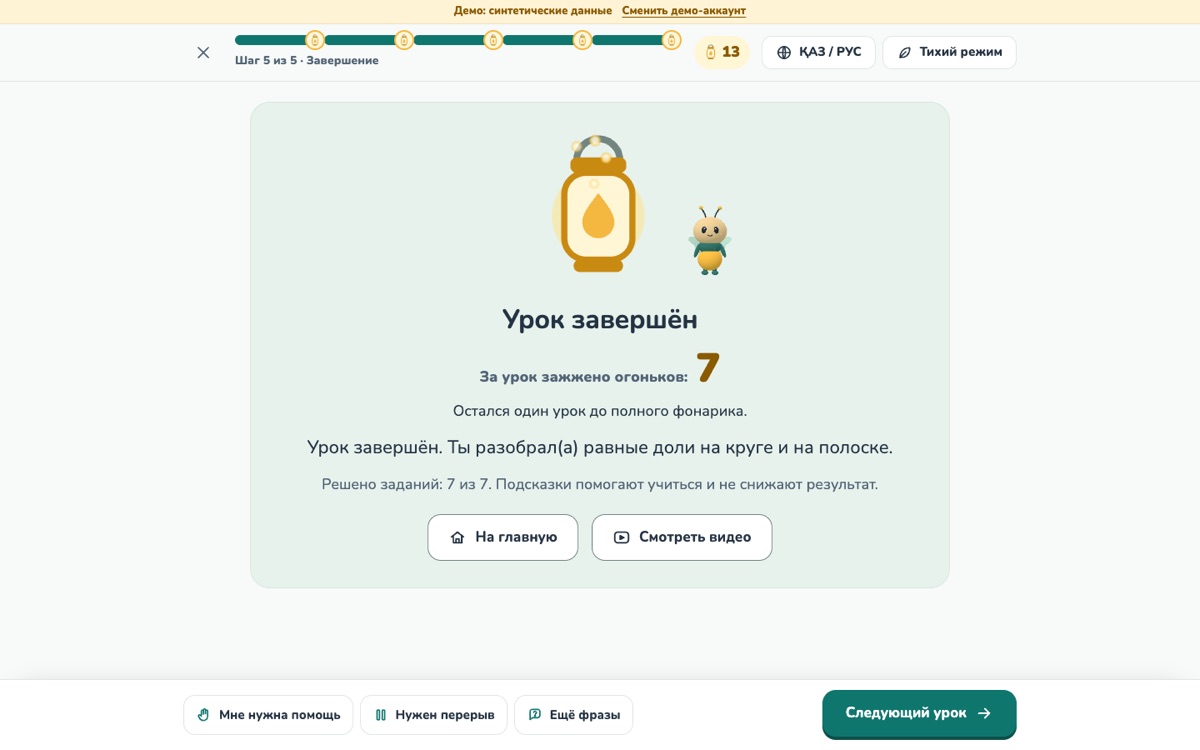 Демо: синтетические данные Сменить демо-аккаунт
Шаг 5 из 5 · Завершение
13
ҚАЗ / РУС
Тихий режим
Урок завершён
За урок зажжено огоньков: 7
Остался один урок до полного фонарика.
Урок завершён. Ты разобрал(а) равные доли на круге и на полоске.
Решено заданий: 7 из 7. Подсказки помогают учиться и не снижают результат.
На главную
Смотреть видео
Мне нужна помощь
Нужен перерыв
Ещё фразы
Следующий урок